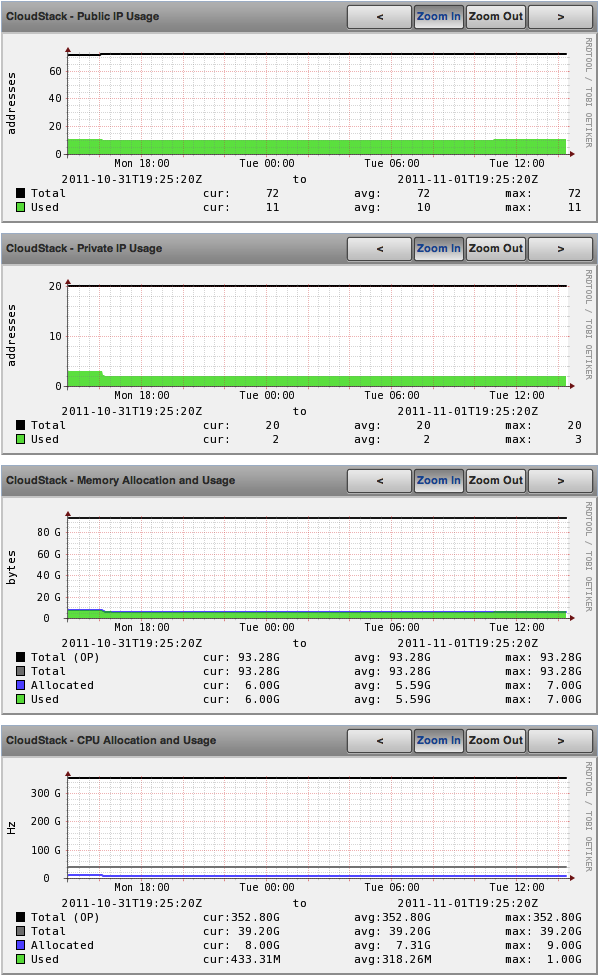 CloudStack - Public IP Usage < Zoom In Zoom Out >
RRDTOOL / TOBI OETIKER
addresses
60
40
20
0
Mon 18:00 Tue 00:00 Tue 06:00 Tue 12:00
2011-10-31T19:25:20Z to 2011-11-01T19:25:20Z
Total cur: 72 avg: 72 max: 72
Used cur: 11 avg: 10 max: 11
CloudStack - Private IP Usage < Zoom In Zoom Out >
RRDTOOL / TOBI OETIKER
addresses
20
10
0
Mon 18:00 Tue 00:00 Tue 06:00 Tue 12:00
2011-10-31T19:25:20Z to 2011-11-01T19:25:20Z
Total cur: 20 avg: 20 max: 20
Used cur: 2 avg: 2 max: 3
CloudStack - Memory Allocation and Usage < Zoom In Zoom Out >
RRDTOOL / TOBI OETIKER
bytes
80 G
60 G
40 G
20 G
0
Mon 18:00 Tue 00:00 Tue 06:00 Tue 12:00
2011-10-31T19:25:20Z to 2011-11-01T19:25:20Z
Total (OP) cur: 93.28G avg: 93.28G max: 93.28G
Total cur: 93.28G avg: 93.28G max: 93.28G
Allocated cur: 6.00G avg: 5.59G max: 7.00G
Used cur: 6.00G avg: 5.59G max: 7.00G
CloudStack - CPU Allocation and Usage < Zoom In Zoom Out >
RRDTOOL / TOBI OETIKER
Hz
300 G
200 G
100 G
0
Mon 18:00 Tue 00:00 Tue 06:00 Tue 12:00
2011-10-31T19:25:20Z to 2011-11-01T19:25:20Z
Total (OP) cur:352.80G avg:352.80G max:352.80G
Total cur: 39.20G avg: 39.20G max: 39.20G
Allocated cur: 8.00G avg: 7.31G max: 9.00G
Used cur:433.31M avg:318.26M max: 1.00G